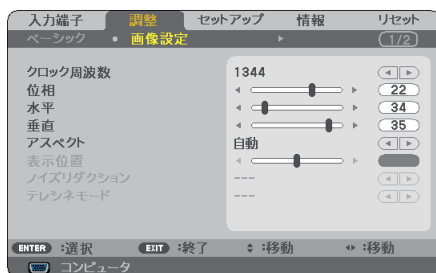 入力端子 調整 セットアップ 情報 リセット
ベーシック • 画像設定 (1/2)
クロック周波数 1344
位相 22
水平 34
垂直 35
アスペクト 自動
表示位置
ノイズリダクション ---
テレシネモード ---
ENTER :選択 EXIT :終了 :移動 :移動
コンピュータ